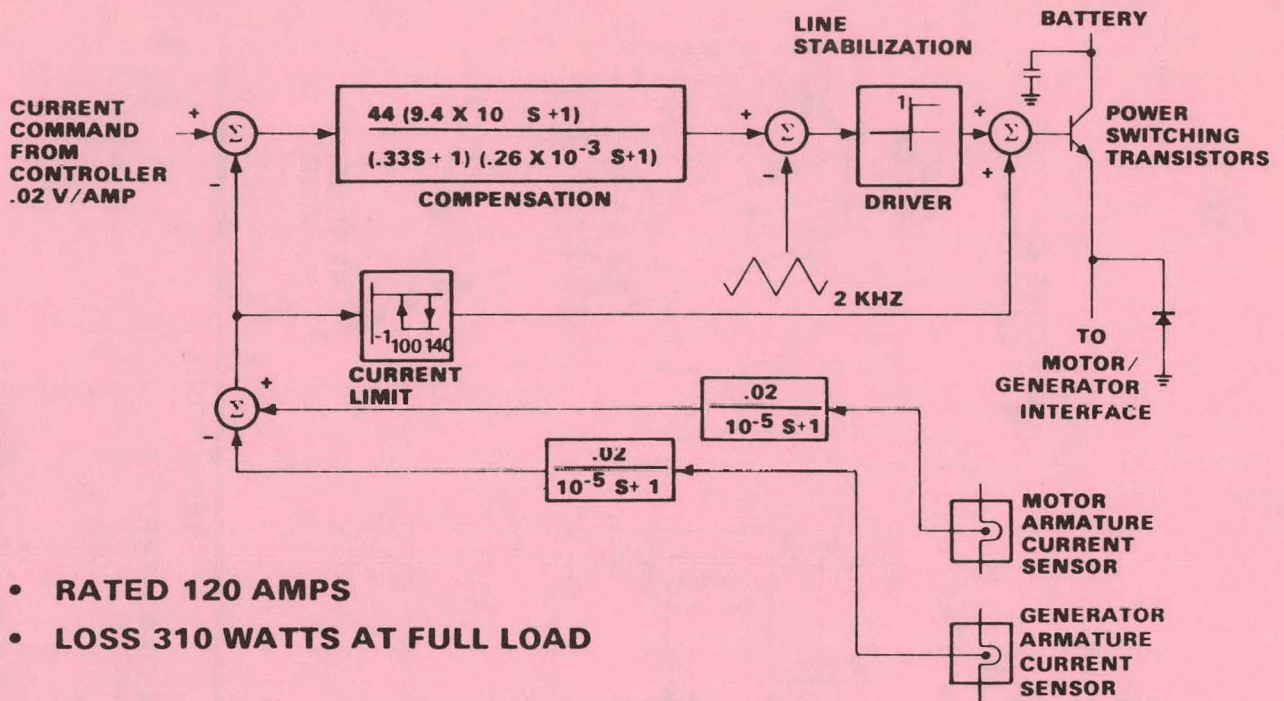 LINE
STABILIZATION
BATTERY
CURRENT
COMMAND
FROM
CONTROLLER
.02 V/AMP
+
Σ
-
44 (9.4 X 10 S +1)
(.33S + 1) (.26 X 10⁻³ S+1)
COMPENSATION
+
Σ
-
1
DRIVER
+
Σ
+
POWER
SWITCHING
TRANSISTORS
2 KHZ
-1 100 140
CURRENT
LIMIT
TO
MOTOR/
GENERATOR
INTERFACE
+
Σ
-
.02
10⁻⁵ S+1
.02
10⁻⁵ S+ 1
MOTOR
ARMATURE
CURRENT
SENSOR
GENERATOR
ARMATURE
CURRENT
SENSOR
• RATED 120 AMPS
• LOSS 310 WATTS AT FULL LOAD